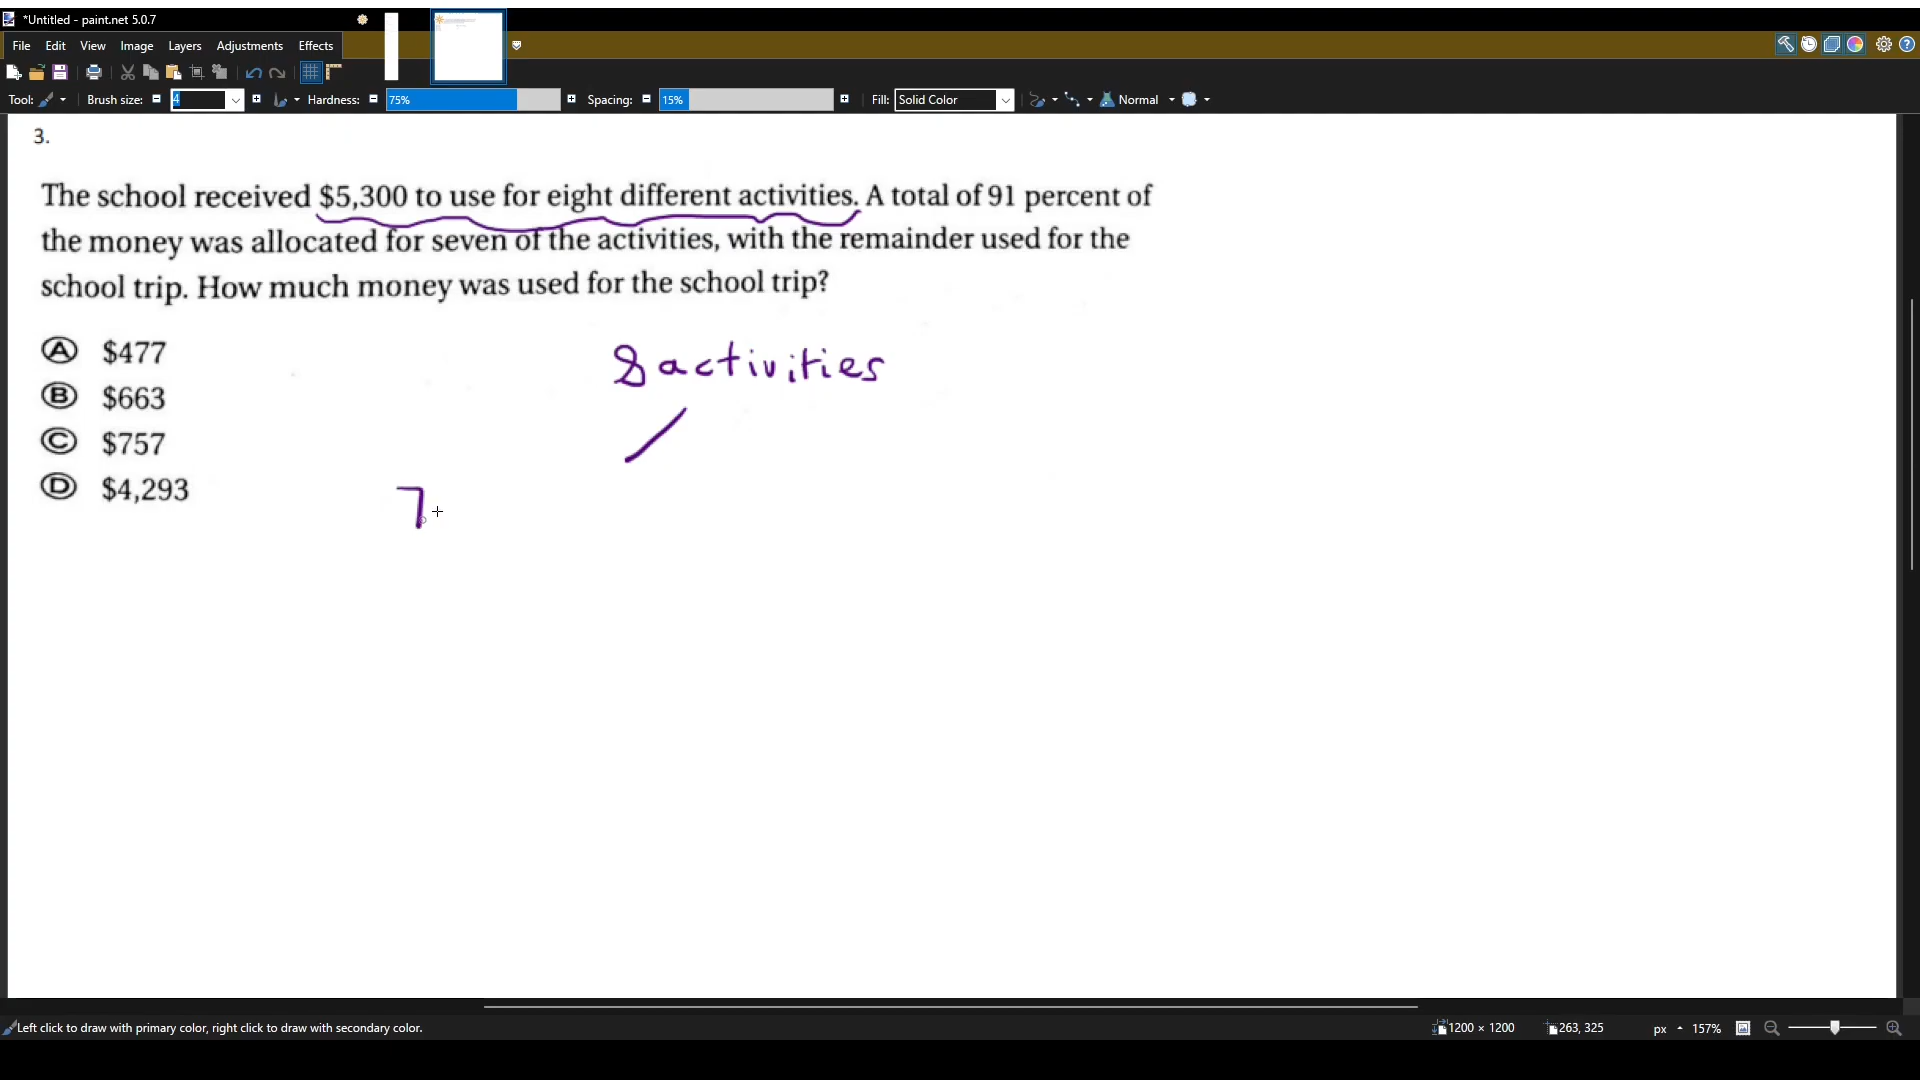 *Untitled - paint.net 5.0.7
File Edit View Image Layers Adjustments Effects
Tool: Brush size: 4 Hardness: 75% Spacing: 15% Fill: Solid Color Normal
3.
The school received $5,300 to use for eight different activities. A total of 91 percent of
the money was allocated for seven of the activities, with the remainder used for the
school trip. How much money was used for the school trip?
A $477
B $663
C $757
D $4,293
8 activities
7
Left click to draw with primary color, right click to draw with secondary color.
1200 × 1200 263, 325 px 157%